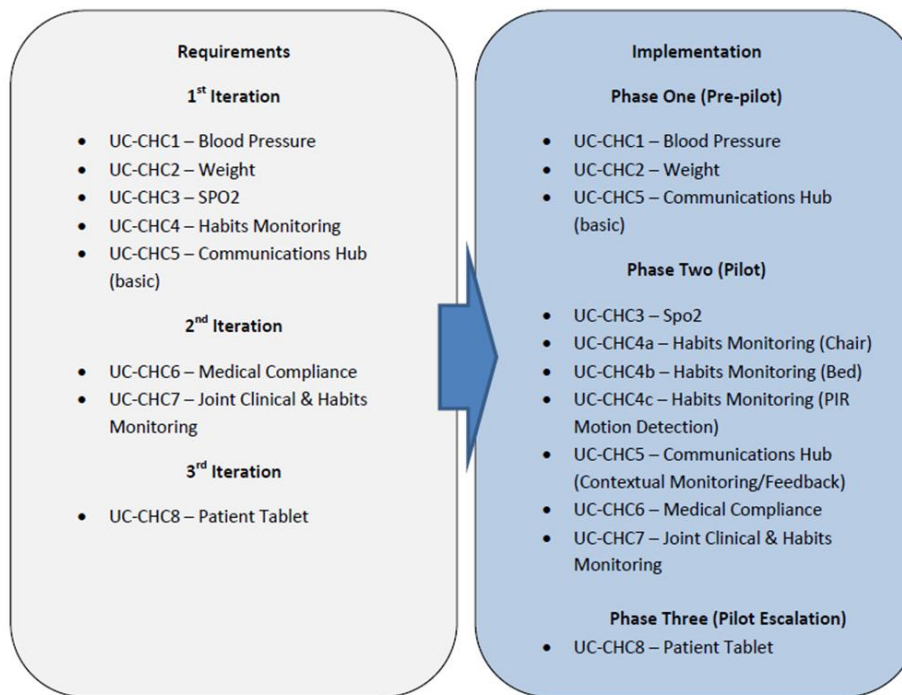 Requirements
1st Iteration
• UC-CHC1 – Blood Pressure
• UC-CHC2 – Weight
• UC-CHC3 – SPO2
• UC-CHC4 – Habits Monitoring
• UC-CHC5 – Communications Hub
(basic)
2nd Iteration
• UC-CHC6 – Medical Compliance
• UC-CHC7 – Joint Clinical & Habits
Monitoring
3rd Iteration
• UC-CHC8 – Patient Tablet
Implementation
Phase One (Pre-pilot)
• UC-CHC1 – Blood Pressure
• UC-CHC2 – Weight
• UC-CHC5 – Communications Hub
(basic)
Phase Two (Pilot)
• UC-CHC3 – Spo2
• UC-CHC4a – Habits Monitoring (Chair)
• UC-CHC4b – Habits Monitoring (Bed)
• UC-CHC4c – Habits Monitoring (PIR
Motion Detection)
• UC-CHC5 – Communications Hub
(Contextual Monitoring/Feedback)
• UC-CHC6 – Medical Compliance
• UC-CHC7 – Joint Clinical & Habits
Monitoring
Phase Three (Pilot Escalation)
• UC-CHC8 – Patient Tablet